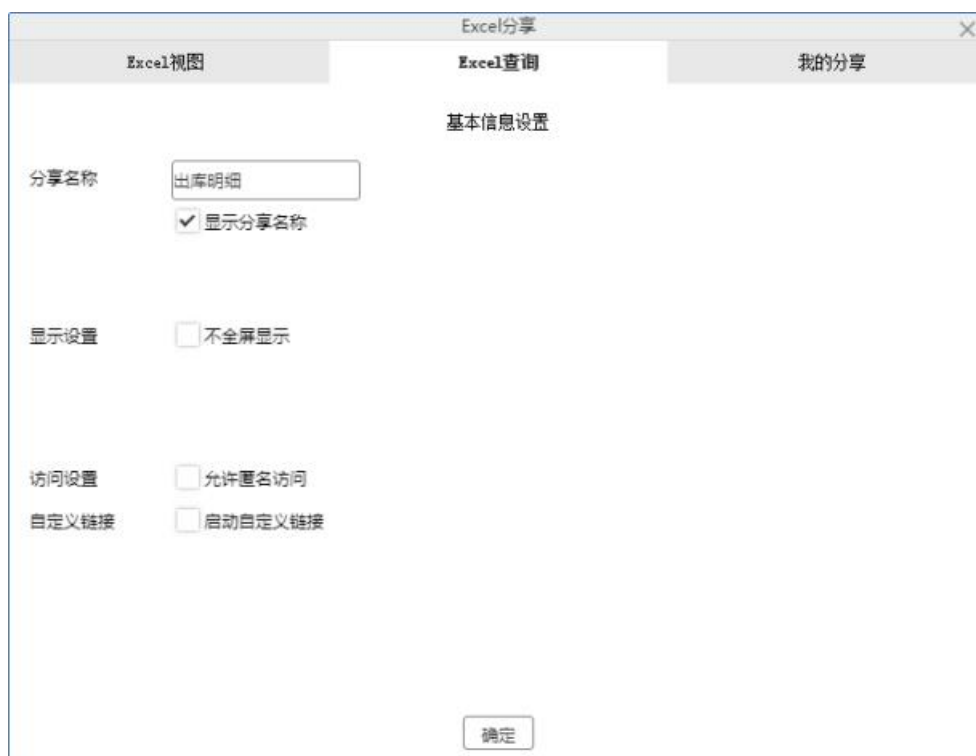 Excel分享
Excel视图 Excel查询 我的分享
基本信息设置
分享名称 出库明细
显示分享名称
显示设置 不全屏显示
访问设置 允许匿名访问
自定义链接 启动自定义链接
确定